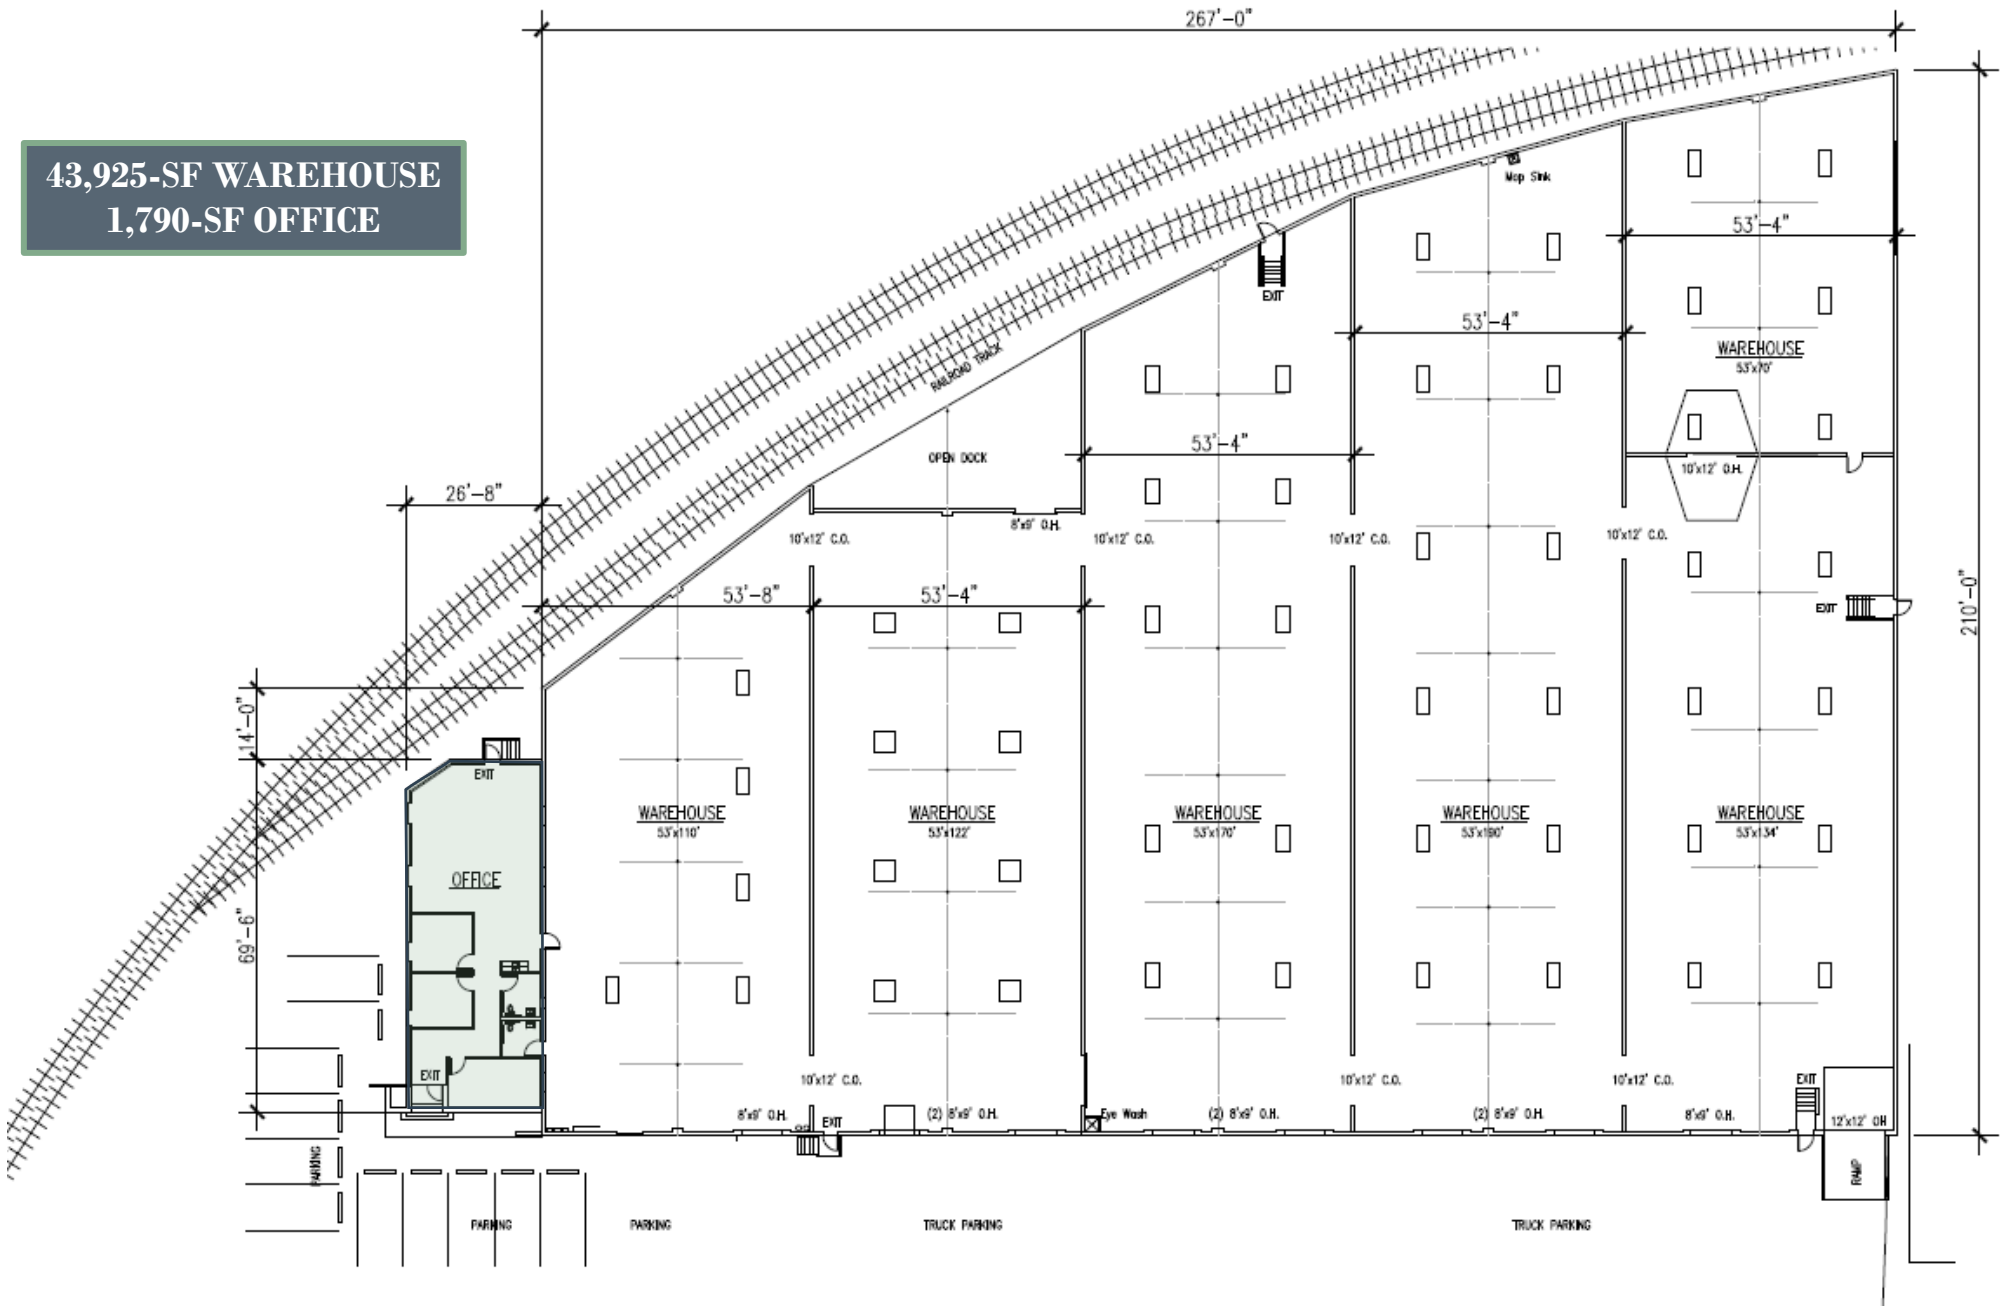 267'-0"
43,925-SF WAREHOUSE
1,790-SF OFFICE
Mop Sink
53'-4"
EXIT
53'-4"
WAREHOUSE
53'x70'
RAILROAD TRACK
53'-4"
OPEN DOCK
10'x12' O.H.
26'-8"
8'x9' O.H.
10'x12' C.O.
10'x12' C.O.
10'x12' C.O.
10'x12' C.O.
53'-8"
53'-4"
EXIT
210'-0"
14'-0"
EXIT
WAREHOUSE
53'x110'
WAREHOUSE
53'x122'
WAREHOUSE
53'x170'
WAREHOUSE
53'x190'
WAREHOUSE
53'x134'
OFFICE
69'-6"
EXIT
10'x12' C.O.
10'x12' C.O.
10'x12' C.O.
EXIT
8'x9' O.H.
EXIT
(2) 8'x9' O.H.
Eye Wash
(2) 8'x9' O.H.
(2) 8'x9' O.H.
8'x9' O.H.
12'x12' OH
PARKING
RAMP
PARKING
PARKING
TRUCK PARKING
TRUCK PARKING